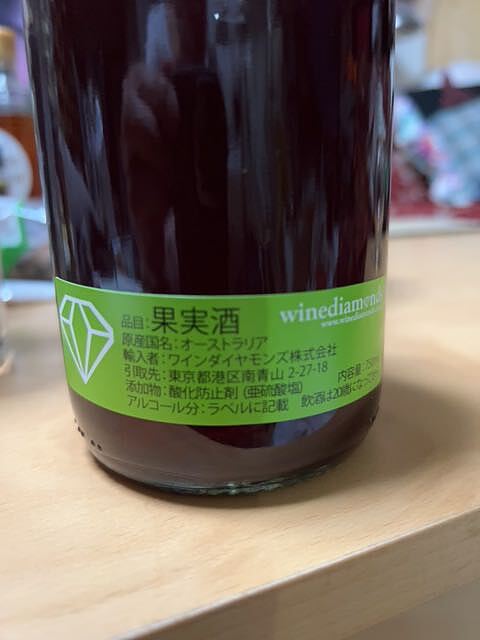 品目：果実酒
winediamonds
www.winediamonds.
原産国名：オーストラリア
輸入者：ワインダイヤモンズ株式会社
引取先：東京都港区南青山 2-27-18
内容量：750ml
添加物：酸化防止剤 (亜硫酸塩)
アルコール分：ラベルに記載
飲酒は20歳になってから